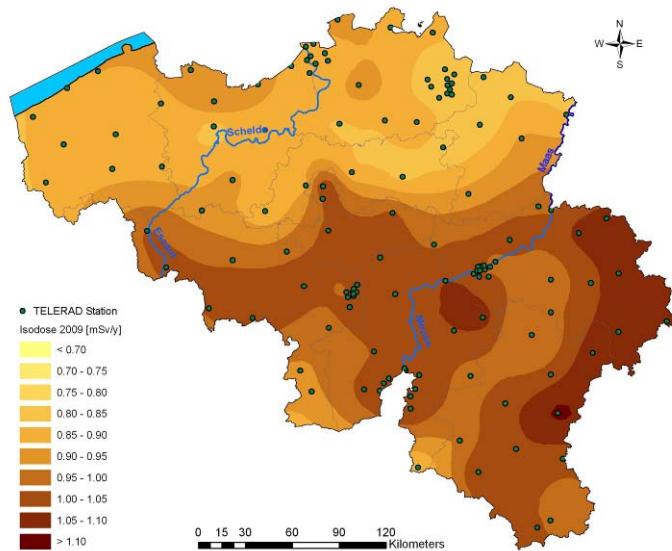 N
W E
S
Schelde
Maas
Escaut
Meuse
TELERAD Station
Isodose 2009 [mSv/y]
< 0.70
0.70 - 0.75
0.75 - 0.80
0.80 - 0.85
0.85 - 0.90
0.90 - 0.95
0.95 - 1.00
1.00 - 1.05
1.05 - 1.10
> 1.10
0 15 30 60 90 120
Kilometers